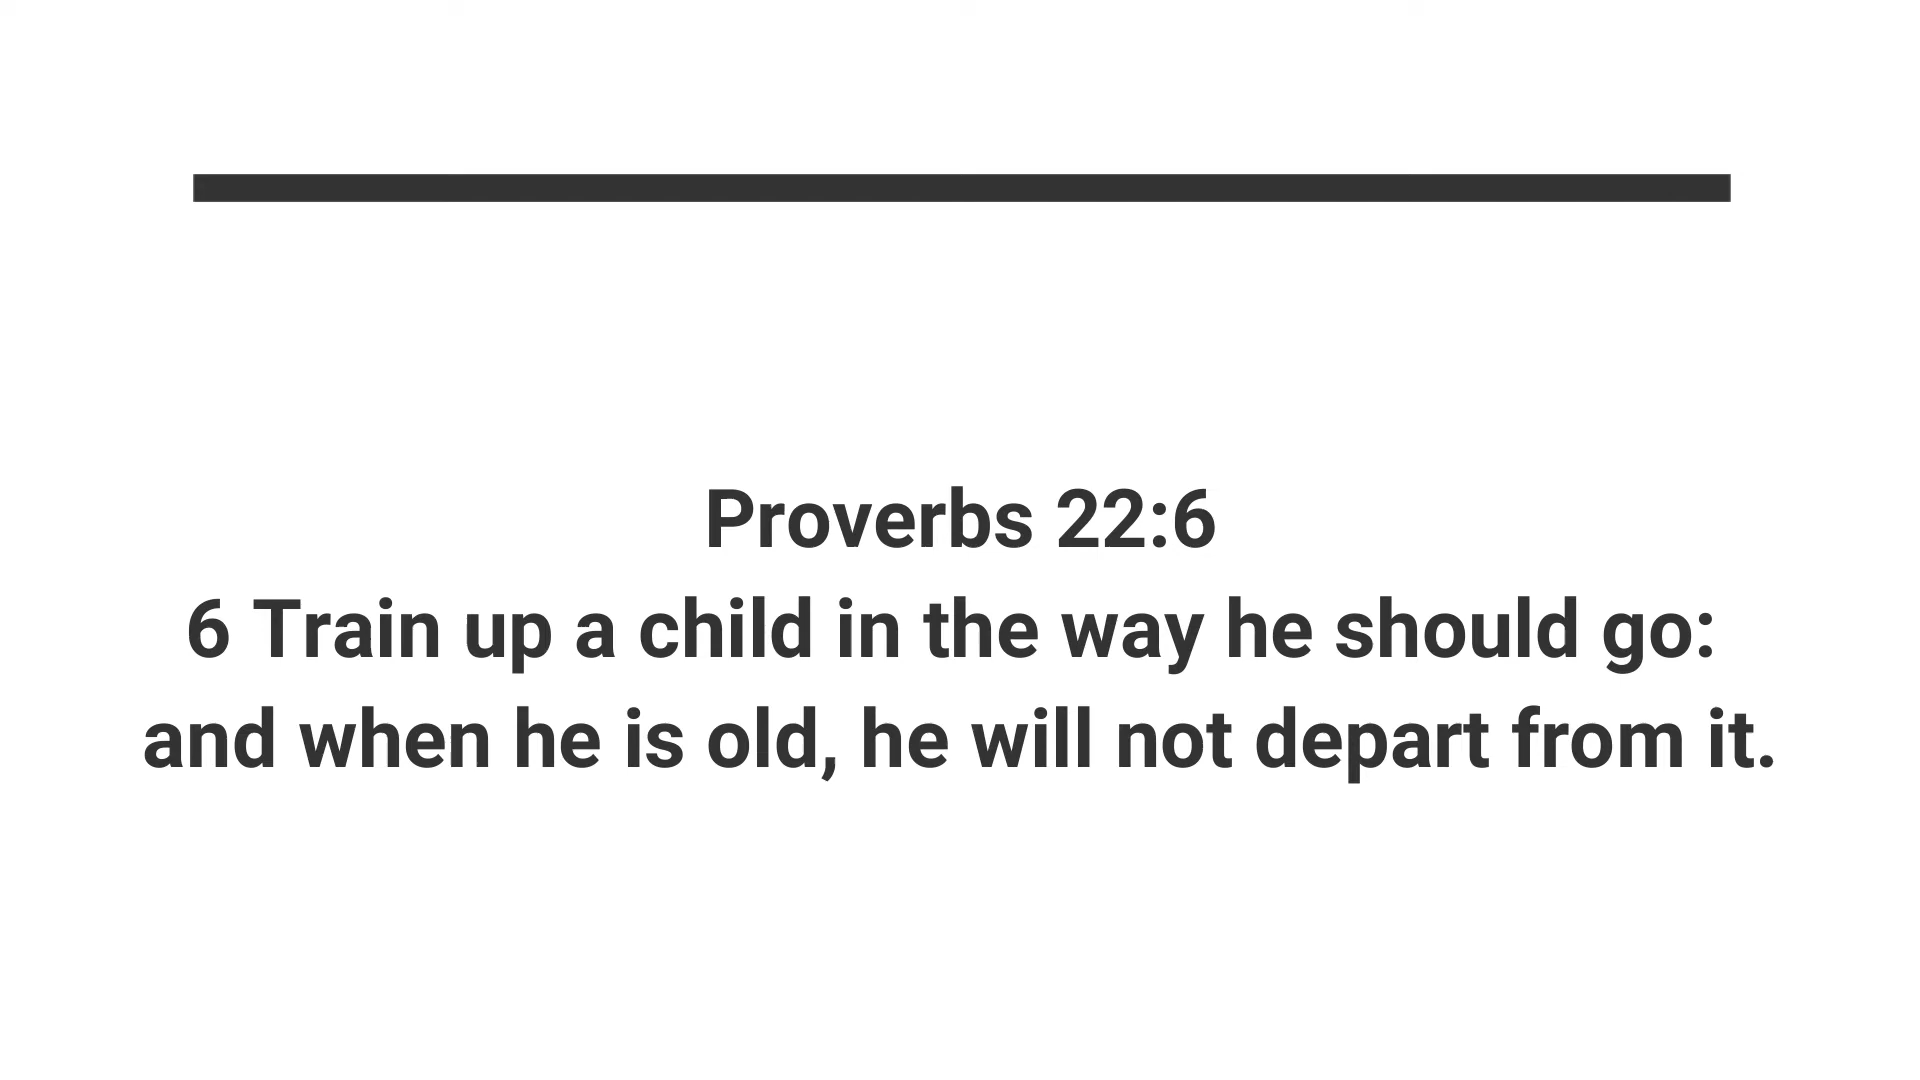 Proverbs 22:6
6 Train up a child in the way he should go:
and when he is old, he will not depart from it.